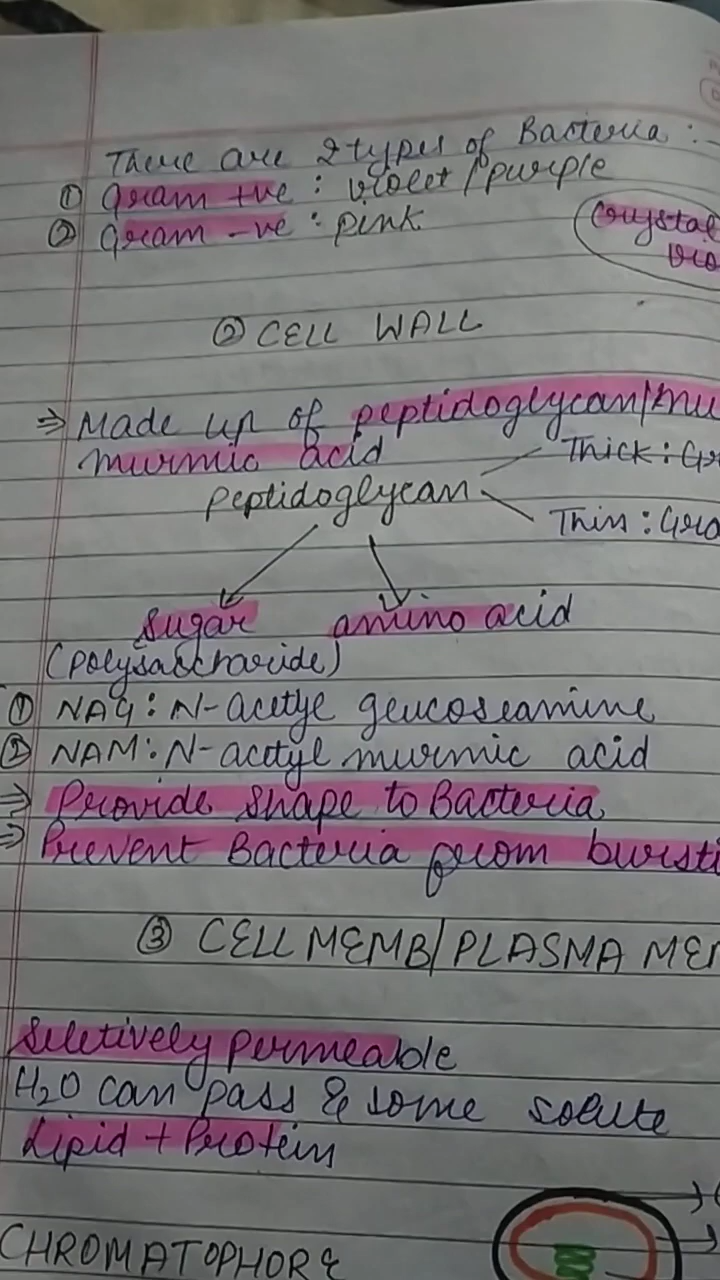 There are 2 types of Bacteria :-
① Gram +ve : violet / purple
② Gram -ve : pink
Crystal
② CELL WALL
⇒ Made up of peptidoglycan/
murmic acid
Thick :
peptidoglycan
Thin :
Sugar amino acid
(polysaccharide)
① NAG : N-acetyl glucoseamine
② NAM : N-acetyl murmic acid
⇒ Provide shape to Bacteria
⇒ Prevent Bacteria from bursti
③ CELL MEMB/PLASMA MEM
Seletively permeable
H₂O can pass & some solute
Lipid + Protein
CHROMATOPHORE